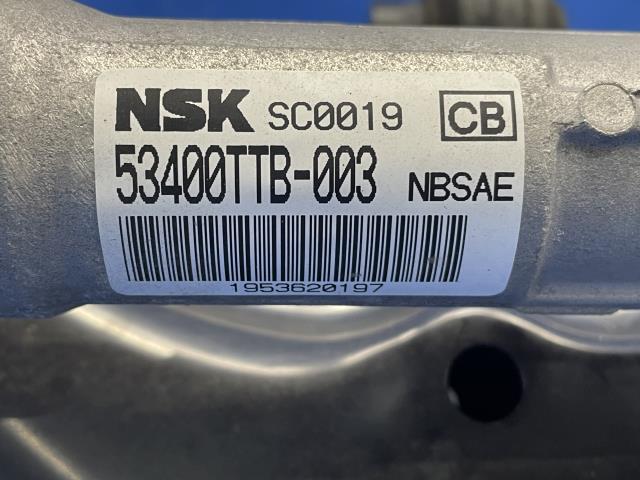 NSK SC0019 CB
53400TTB-003 NBSAE
1953620197